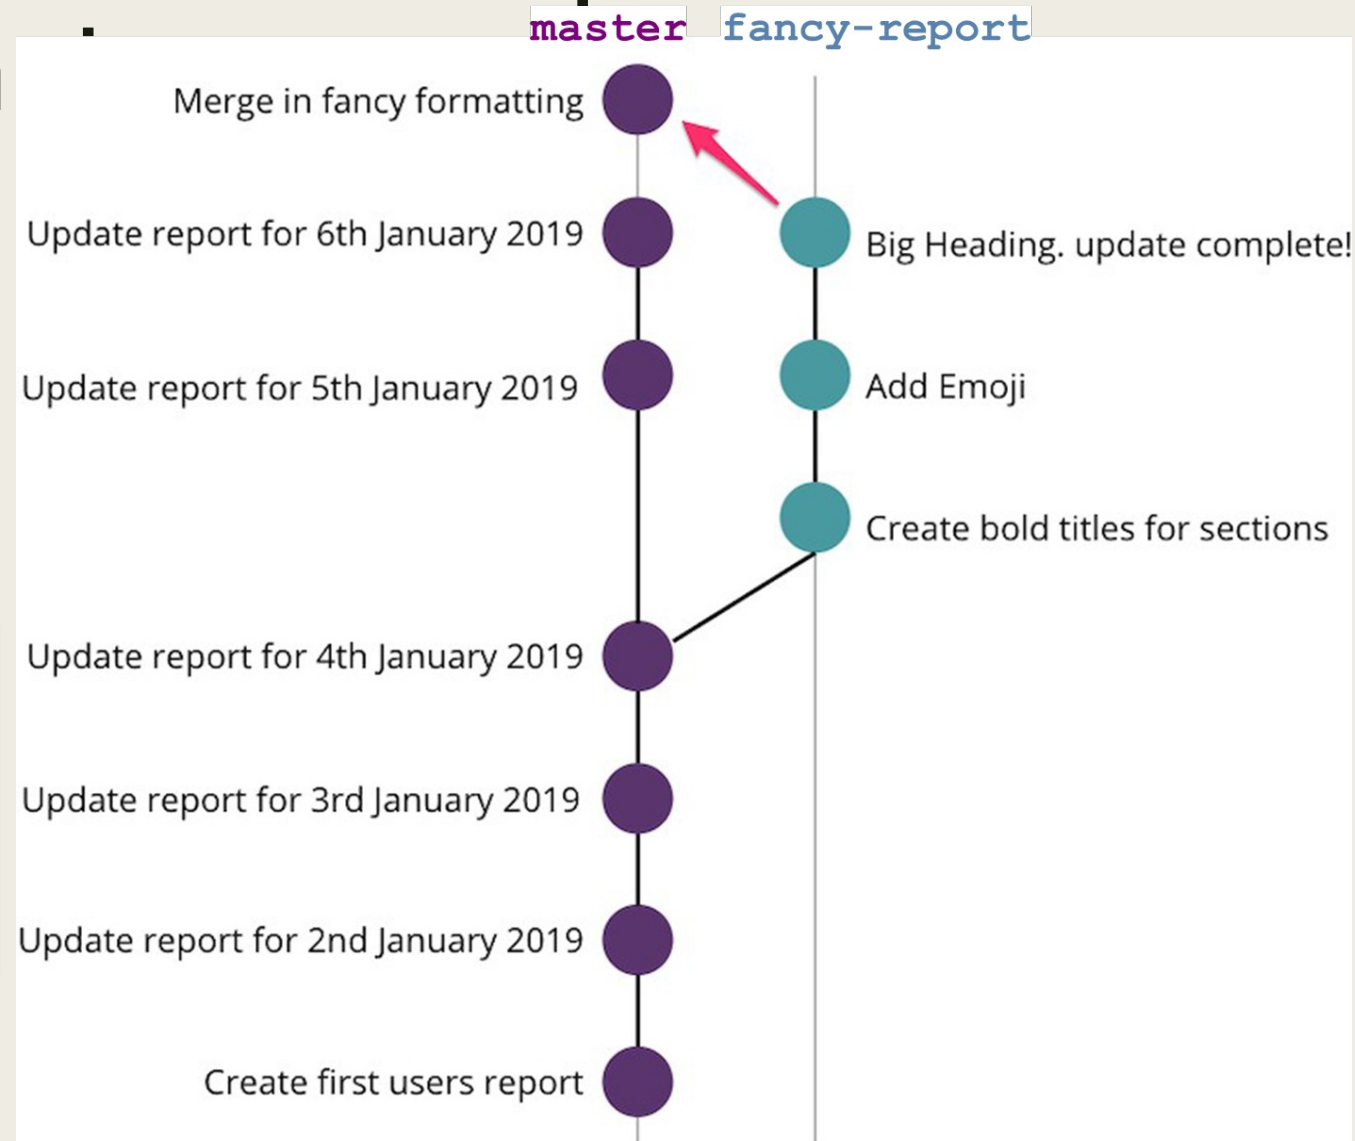 master fancy-report
Merge in fancy formatting
Update report for 6th January 2019
Big Heading. update complete!
Update report for 5th January 2019
Add Emoji
Create bold titles for sections
Update report for 4th January 2019
Update report for 3rd January 2019
Update report for 2nd January 2019
Create first users report